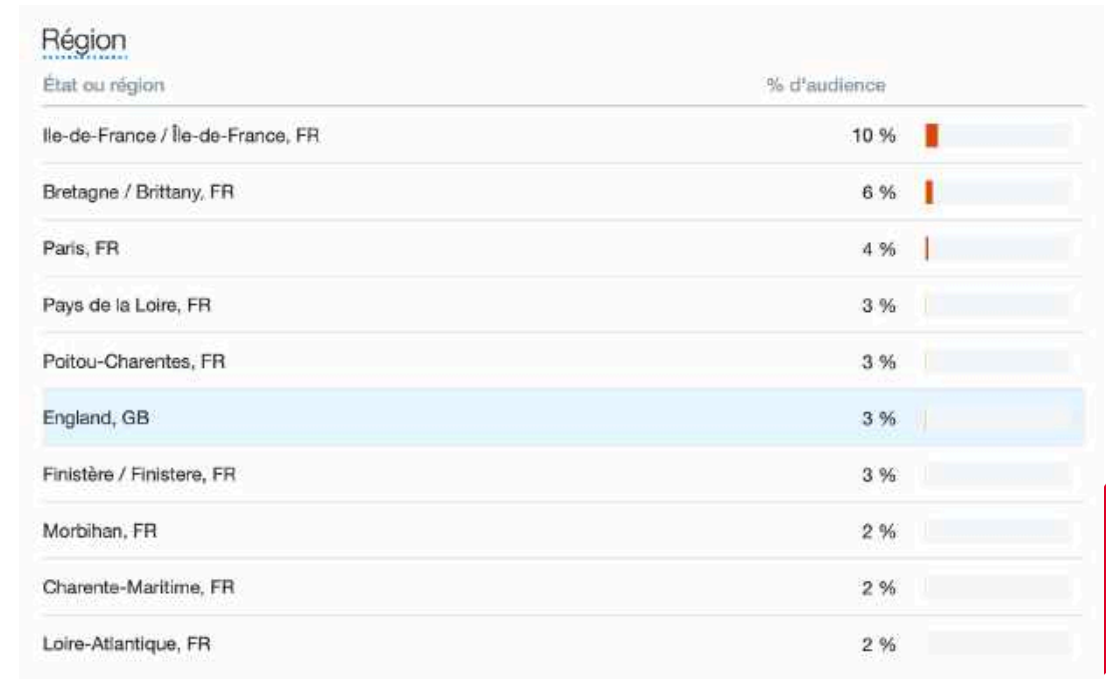 Région
État ou région % d'audience
Ile-de-France / Île-de-France, FR 10 %
Bretagne / Brittany, FR 6 %
Paris, FR 4 %
Pays de la Loire, FR 3 %
Poitou-Charentes, FR 3 %
England, GB 3 %
Finistère / Finistere, FR 3 %
Morbihan, FR 2 %
Charente-Maritime, FR 2 %
Loire-Atlantique, FR 2 %